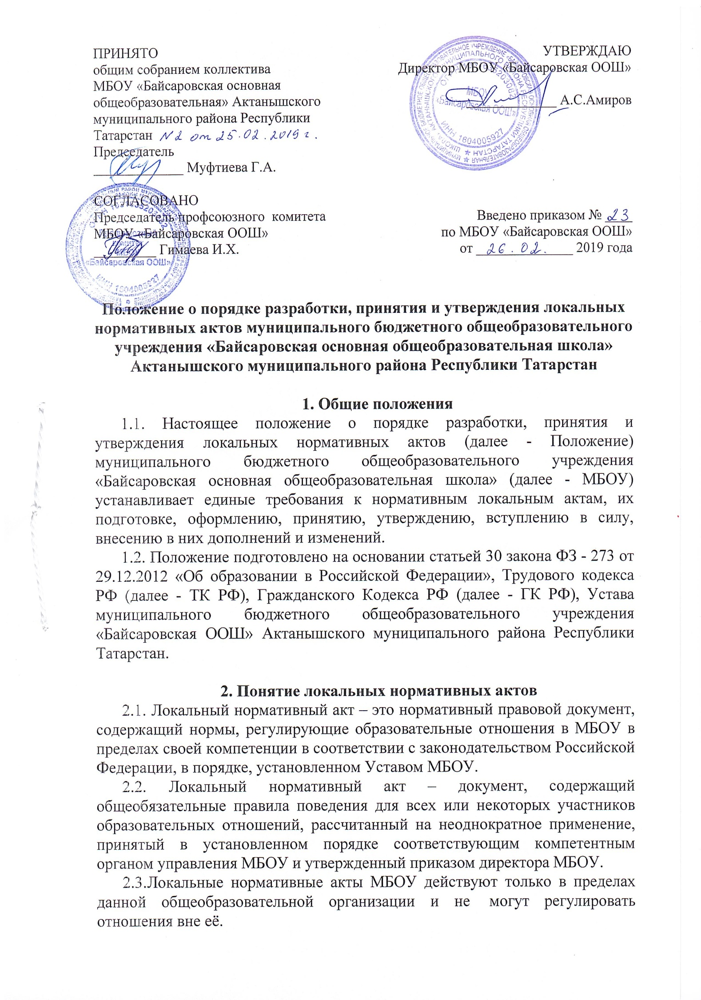 ПРИНЯТО
общим собранием коллектива
МБОУ «Байсаровская основная
общеобразовательная» Актанышского
муниципального района Республики
Татарстан №2 от 25.02.2019 г.
Председатель
______________ Муфтиева Г.А.
УТВЕРЖДАЮ
Директор МБОУ «Байсаровская ООШ»
______________ А.С.Амиров
МБОУ
«Байсаровская ООШ»
ИНН 1604005927
СОГЛАСОВАНО
Председатель профсоюзного комитета
МБОУ «Байсаровская ООШ»
__________ Гимаева И.Х.
«Байсаровская ООШ»
ИНН 1604005927
Введено приказом № 23
по МБОУ «Байсаровская ООШ»
от 26.02. 2019 года
Положение о порядке разработки, принятия и утверждения локальных
нормативных актов муниципального бюджетного общеобразовательного
учреждения «Байсаровская основная общеобразовательная школа»
Актанышского муниципального района Республики Татарстан
1. Общие положения
1.1. Настоящее положение о порядке разработки, принятия и
утверждения локальных нормативных актов (далее - Положение)
муниципального бюджетного общеобразовательного учреждения
«Байсаровская основная общеобразовательная школа» (далее - МБОУ)
устанавливает единые требования к нормативным локальным актам, их
подготовке, оформлению, принятию, утверждению, вступлению в силу,
внесению в них дополнений и изменений.
1.2. Положение подготовлено на основании статьей 30 закона ФЗ - 273 от
29.12.2012 «Об образовании в Российской Федерации», Трудового кодекса
РФ (далее - ТК РФ), Гражданского Кодекса РФ (далее - ГК РФ), Устава
муниципального бюджетного общеобразовательного учреждения
«Байсаровская ООШ» Актанышского муниципального района Республики
Татарстан.
2. Понятие локальных нормативных актов
2.1. Локальный нормативный акт – это нормативный правовой документ,
содержащий нормы, регулирующие образовательные отношения в МБОУ в
пределах своей компетенции в соответствии с законодательством Российской
Федерации, в порядке, установленном Уставом МБОУ.
2.2. Локальный нормативный акт – документ, содержащий
общеобязательные правила поведения для всех или некоторых участников
образовательных отношений, рассчитанный на неоднократное применение,
принятый в установленном порядке соответствующим компетентным
органом управления МБОУ и утвержденный приказом директора МБОУ.
2.3.Локальные нормативные акты МБОУ действуют только в пределах
данной общеобразовательной организации и не могут регулировать
отношения вне её.